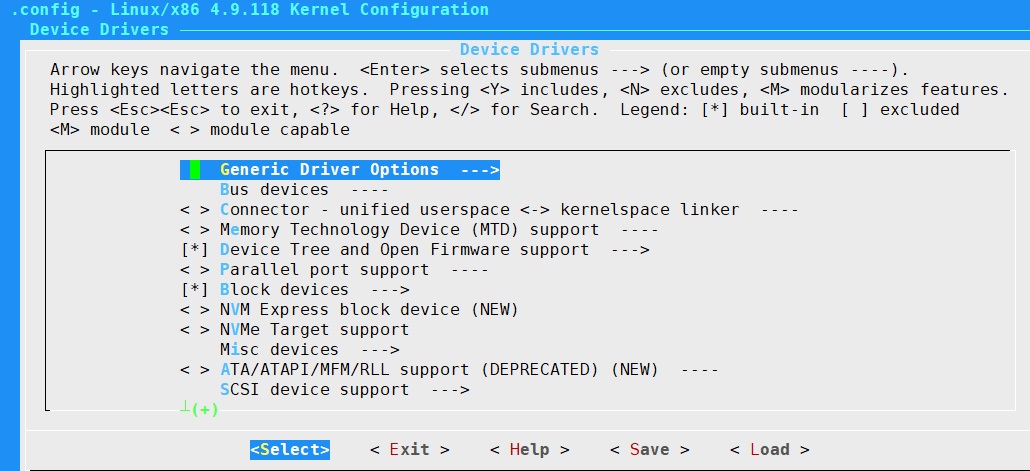 .config - Linux/x86 4.9.118 Kernel Configuration
Device Drivers
Device Drivers
Arrow keys navigate the menu.  <Enter> selects submenus ---> (or empty submenus ----).
Highlighted letters are hotkeys.  Pressing <Y> includes, <N> excludes, <M> modularizes features.
Press <Esc><Esc> to exit, <?> for Help, </> for Search.  Legend: [*] built-in  [ ] excluded
<M> module  < > module capable
Generic Driver Options  --->
Bus devices  ----
< > Connector - unified userspace <-> kernelspace linker  ----
< > Memory Technology Device (MTD) support  ----
[*] Device Tree and Open Firmware support  --->
< > Parallel port support  ----
[*] Block devices  --->
< > NVM Express block device (NEW)
< > NVMe Target support
Misc devices  --->
< > ATA/ATAPI/MFM/RLL support (DEPRECATED) (NEW)  ----
SCSI device support  --->
┴(+)
<Select>    < Exit >    < Help >    < Save >    < Load >